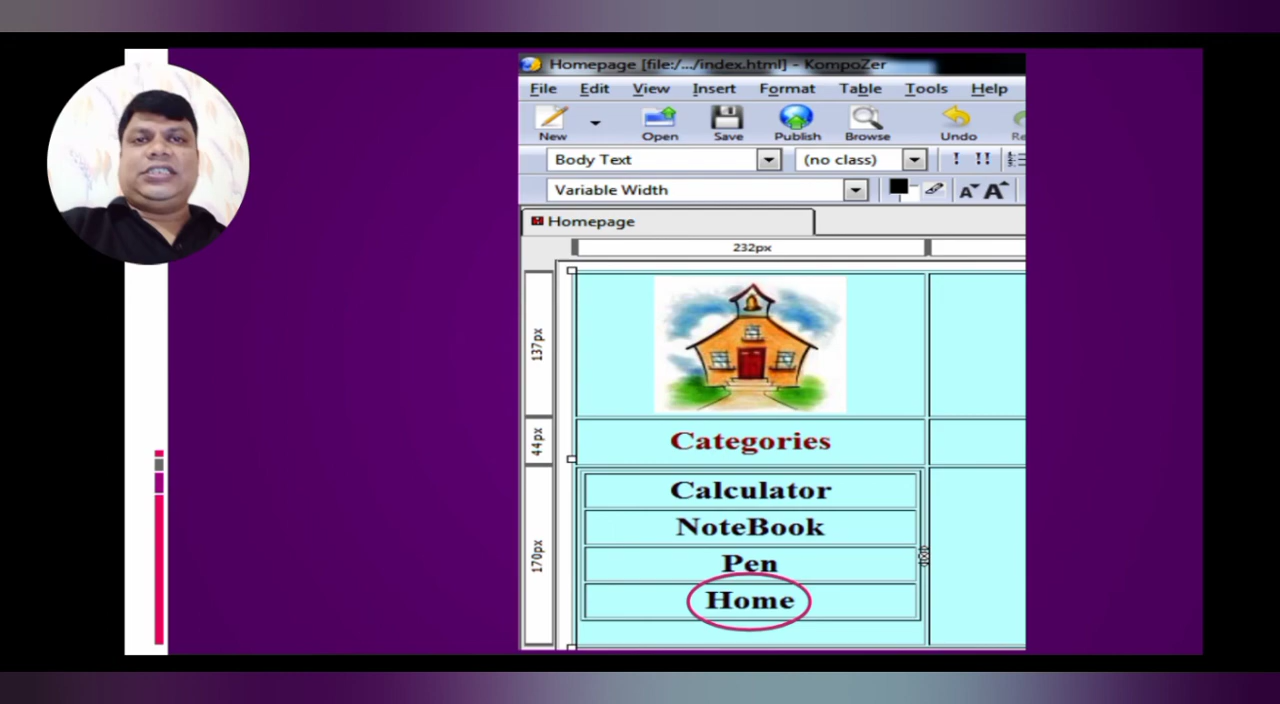 Homepage [file:/.../index.html] - KompoZer
File Edit View Insert Format Table Tools Help
New Open Save Publish Browse Undo
Body Text (no class) ! !!
Variable Width A A
Homepage
232px
137px
44px
Categories
170px
Calculator
NoteBook
Pen
Home